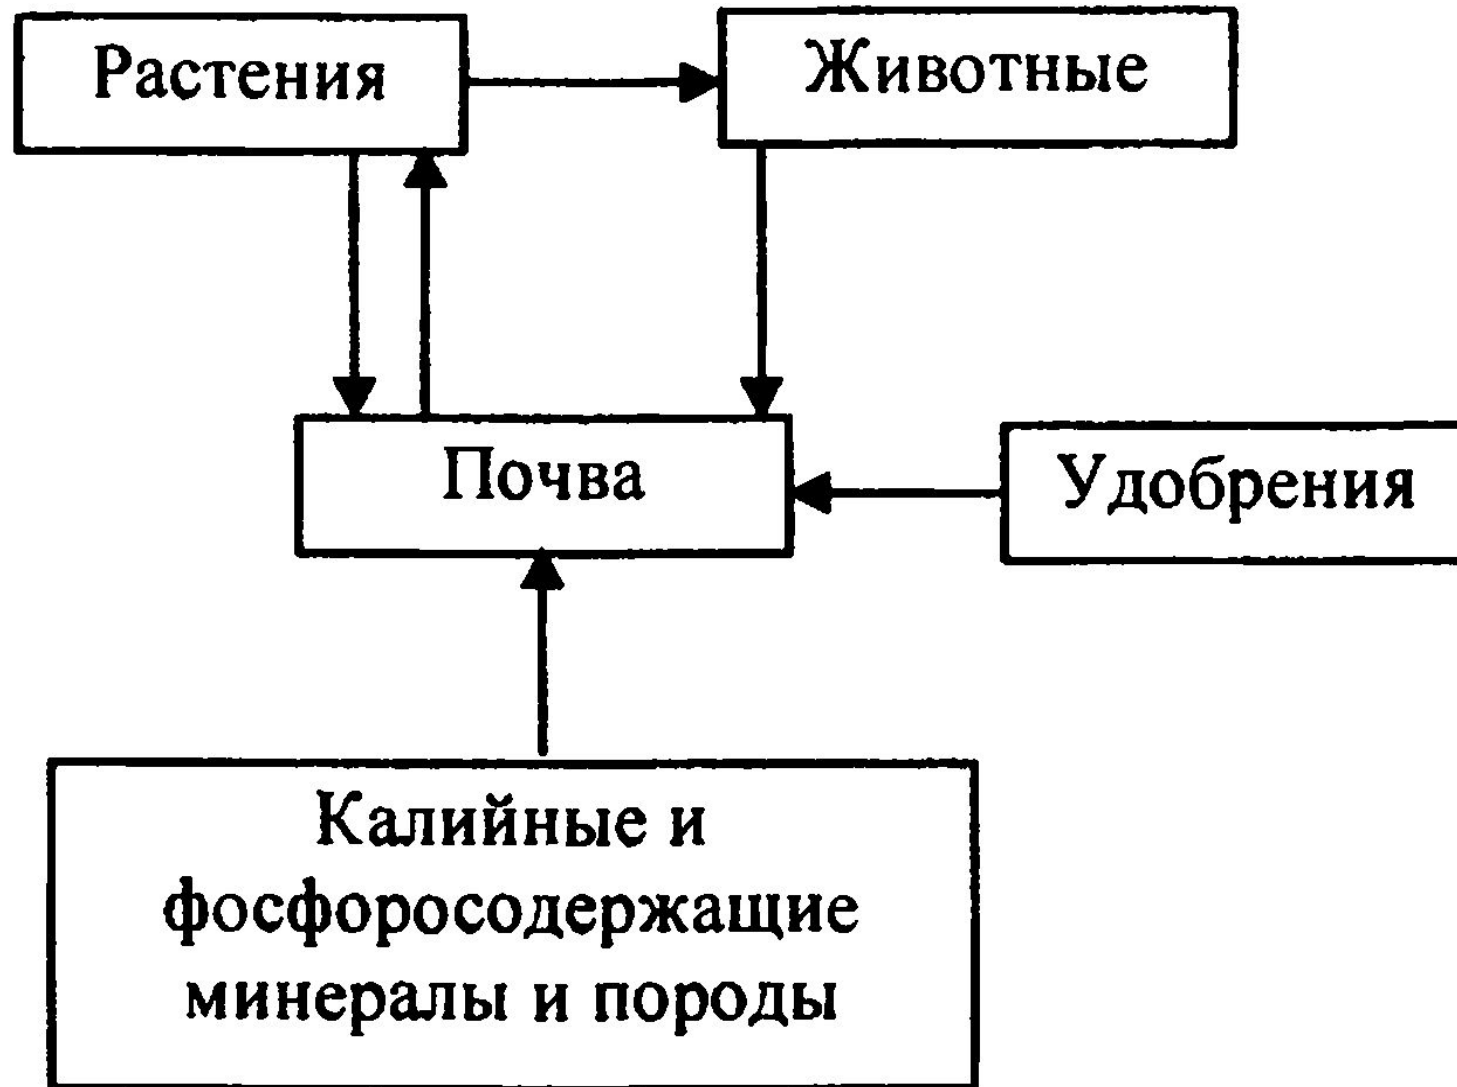 Растения
Животные
Почва
Удобрения
Калийные и
фосфоросодержащие
минералы и породы